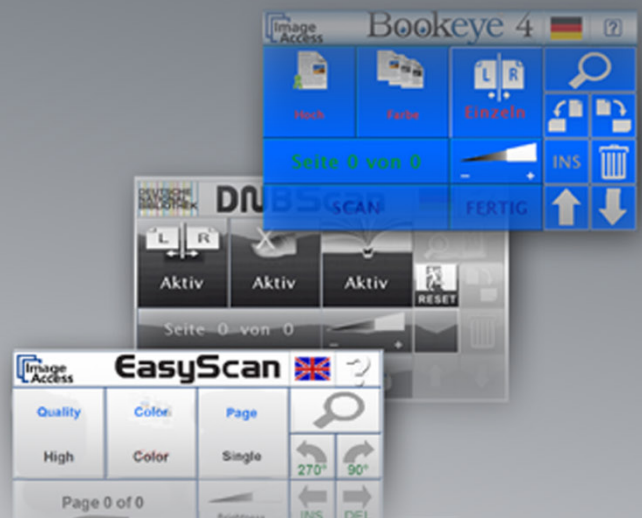 Image
Access
Bookeye 4
?
L R
Hoch
Farbe
Einzeln
Seite 0 von 0
- +
INS
SCAN
FERTIG
DEUTSCHE
NATIONAL
BIBLIOTHEK
DNBScan
L R
Aktiv
Aktiv
Aktiv
RESET
Seite 0 von 0
- +
Image
Access
EasyScan
?
Quality
Color
Page
High
Color
Single
270°
90°
Page 0 of 0
Brightness
INS
DEL